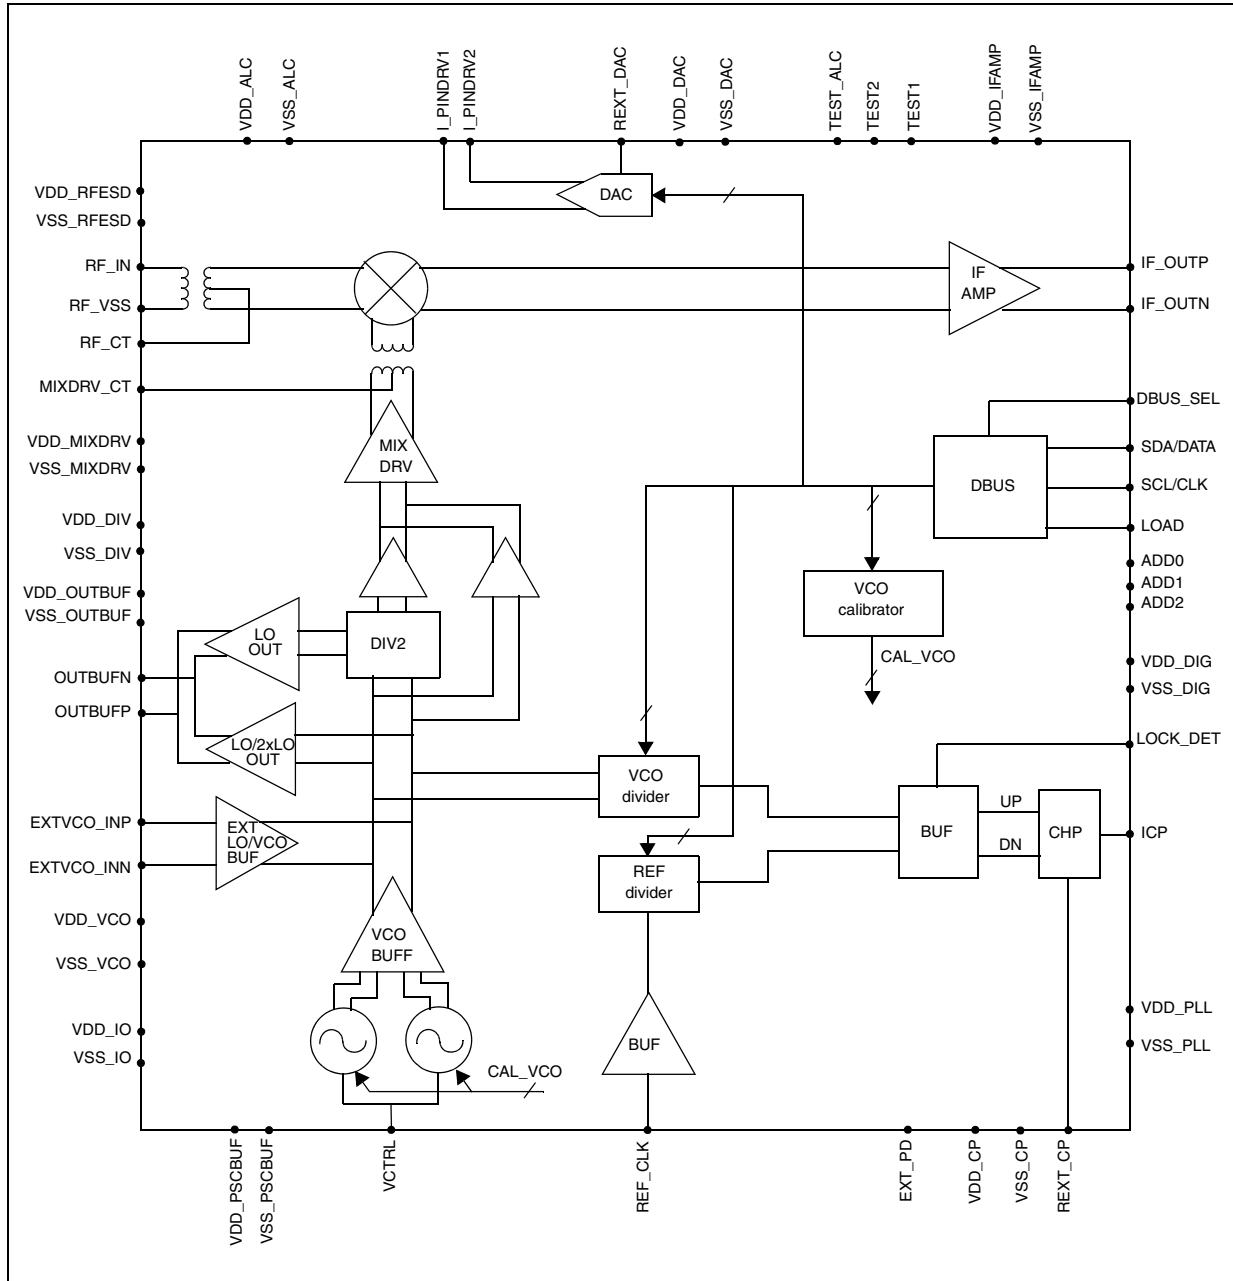 VDD_ALC
VSS_ALC
I_PINDRV1
I_PINDRV2
REXT_DAC
VDD_DAC
VSS_DAC
TEST_ALC
TEST2
TEST1
VDD_IFAMP
VSS_IFAMP
VDD_RFESD
VSS_RFESD
RF_IN
RF_VSS
RF_CT
MIXDRV_CT
VDD_MIXDRV
VSS_MIXDRV
VDD_DIV
VSS_DIV
VDD_OUTBUF
VSS_OUTBUF
OUTBUFN
OUTBUFP
EXTVCO_INP
EXTVCO_INN
VDD_VCO
VSS_VCO
VDD_IO
VSS_IO
DAC
IF
AMP
MIX
DRV
DBUS
VCO
calibrator
CAL_VCO
LO
OUT
DIV2
LO/2xLO
OUT
VCO
divider
EXT
LO/VCO
BUF
REF
divider
BUF
UP
DN
CHP
VCO
BUFF
BUF
CAL_VCO
IF_OUTP
IF_OUTN
DBUS_SEL
SDA/DATA
SCL/CLK
LOAD
ADD0
ADD1
ADD2
VDD_DIG
VSS_DIG
LOCK_DET
ICP
VDD_PLL
VSS_PLL
VDD_PSCBUF
VSS_PSCBUF
VCTRL
REF_CLK
EXT_PD
VDD_CP
VSS_CP
REXT_CP